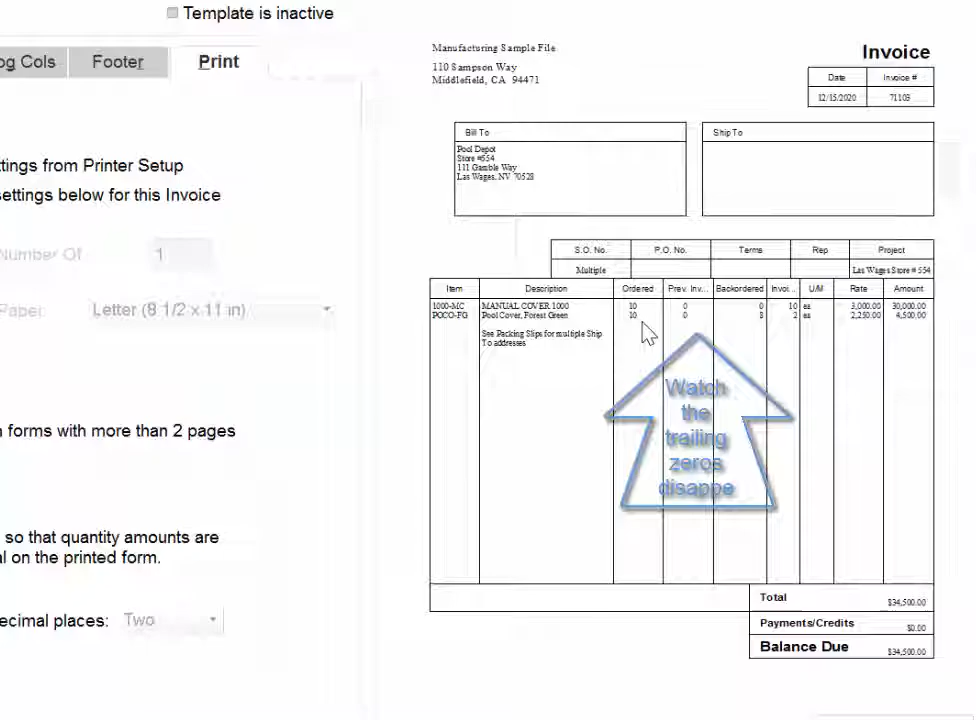 Template is inactive
og Cols
Footer
Print
ttings from Printer Setup
settings below for this Invoice
Number Of
1
Paper:
Letter (8 1/2 x 11 in)
n forms with more than 2 pages
so that quantity amounts are
al on the printed form.
ecimal places: Two
Manufacturing Sample File
110 Sampson Way
Middlefield, CA 94471
Invoice
Date Invoice #
12/15/2020 71103
Bill To
Ship To
Pool Depot
Store #554
111 Gamble Way
Las Wages, NV 70528
S.O. No. P.O. No. Terms Rep Project
Multiple Las Wages Store # 554
Item Description Ordered Prev. Inv... Backordered Invoi... U/M Rate Amount
1000-MC MANUAL COVER 1000 10 0 0 10 ea 3,000.00 30,000.00
POCO-FG Pool Cover, Forest Green 10 0 8 2 ea 2,250.00 4,500.00
See Packing Slips for multiple Ship
To addresses
Watch
the
trailing
zeros
disappe
Total $34,500.00
Payments/Credits $0.00
Balance Due $34,500.00